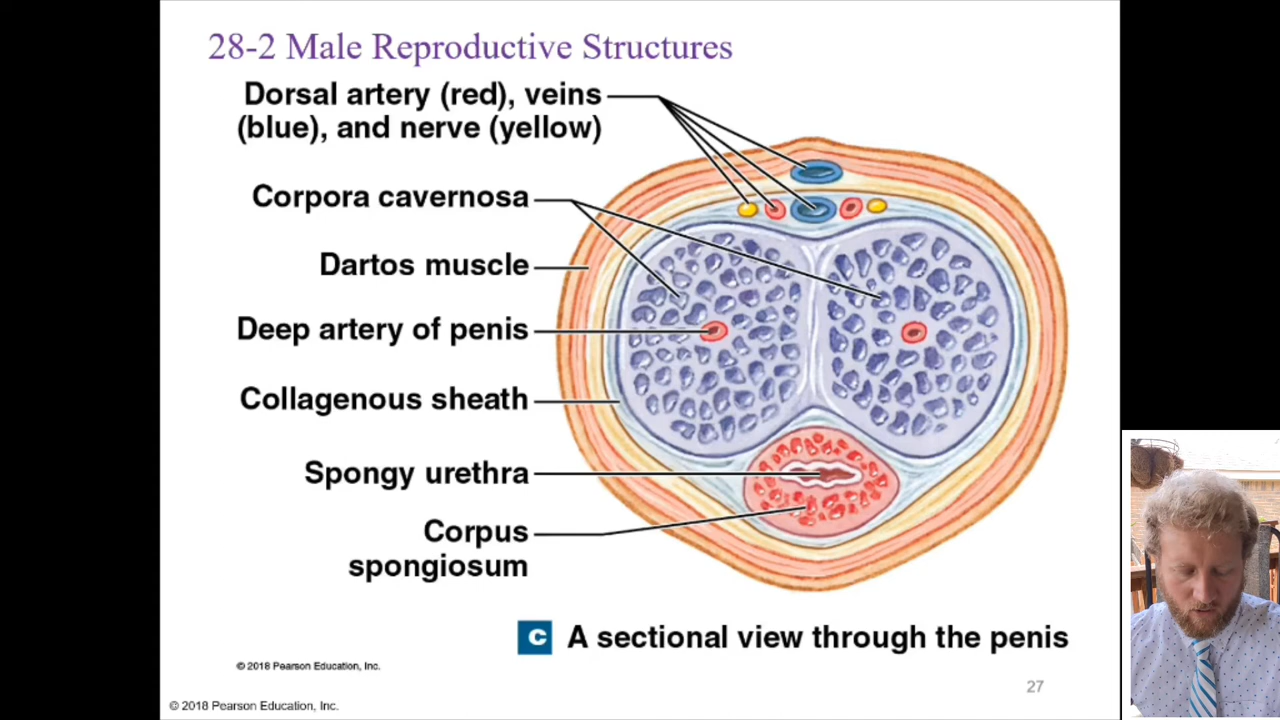 28-2 Male Reproductive Structures
Dorsal artery (red), veins
(blue), and nerve (yellow)
Corpora cavernosa
Dartos muscle
Deep artery of penis
Collagenous sheath
Spongy urethra
Corpus
spongiosum
C A sectional view through the penis
© 2018 Pearson Education, Inc.
27
© 2018 Pearson Education, Inc.